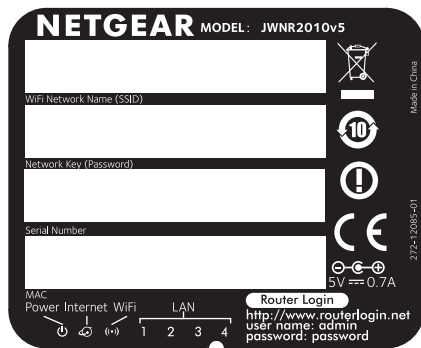 NETGEAR MODEL: JWNR2010v5
WiFi Network Name (SSID)
Network Key (Password)
Serial Number
MAC
Made in China
10
272-12085-01
CE
5V 0.7A
Power Internet WiFi LAN
1 2 3 4
Router Login
http://www.routerlogin.net
user name: admin
password: password